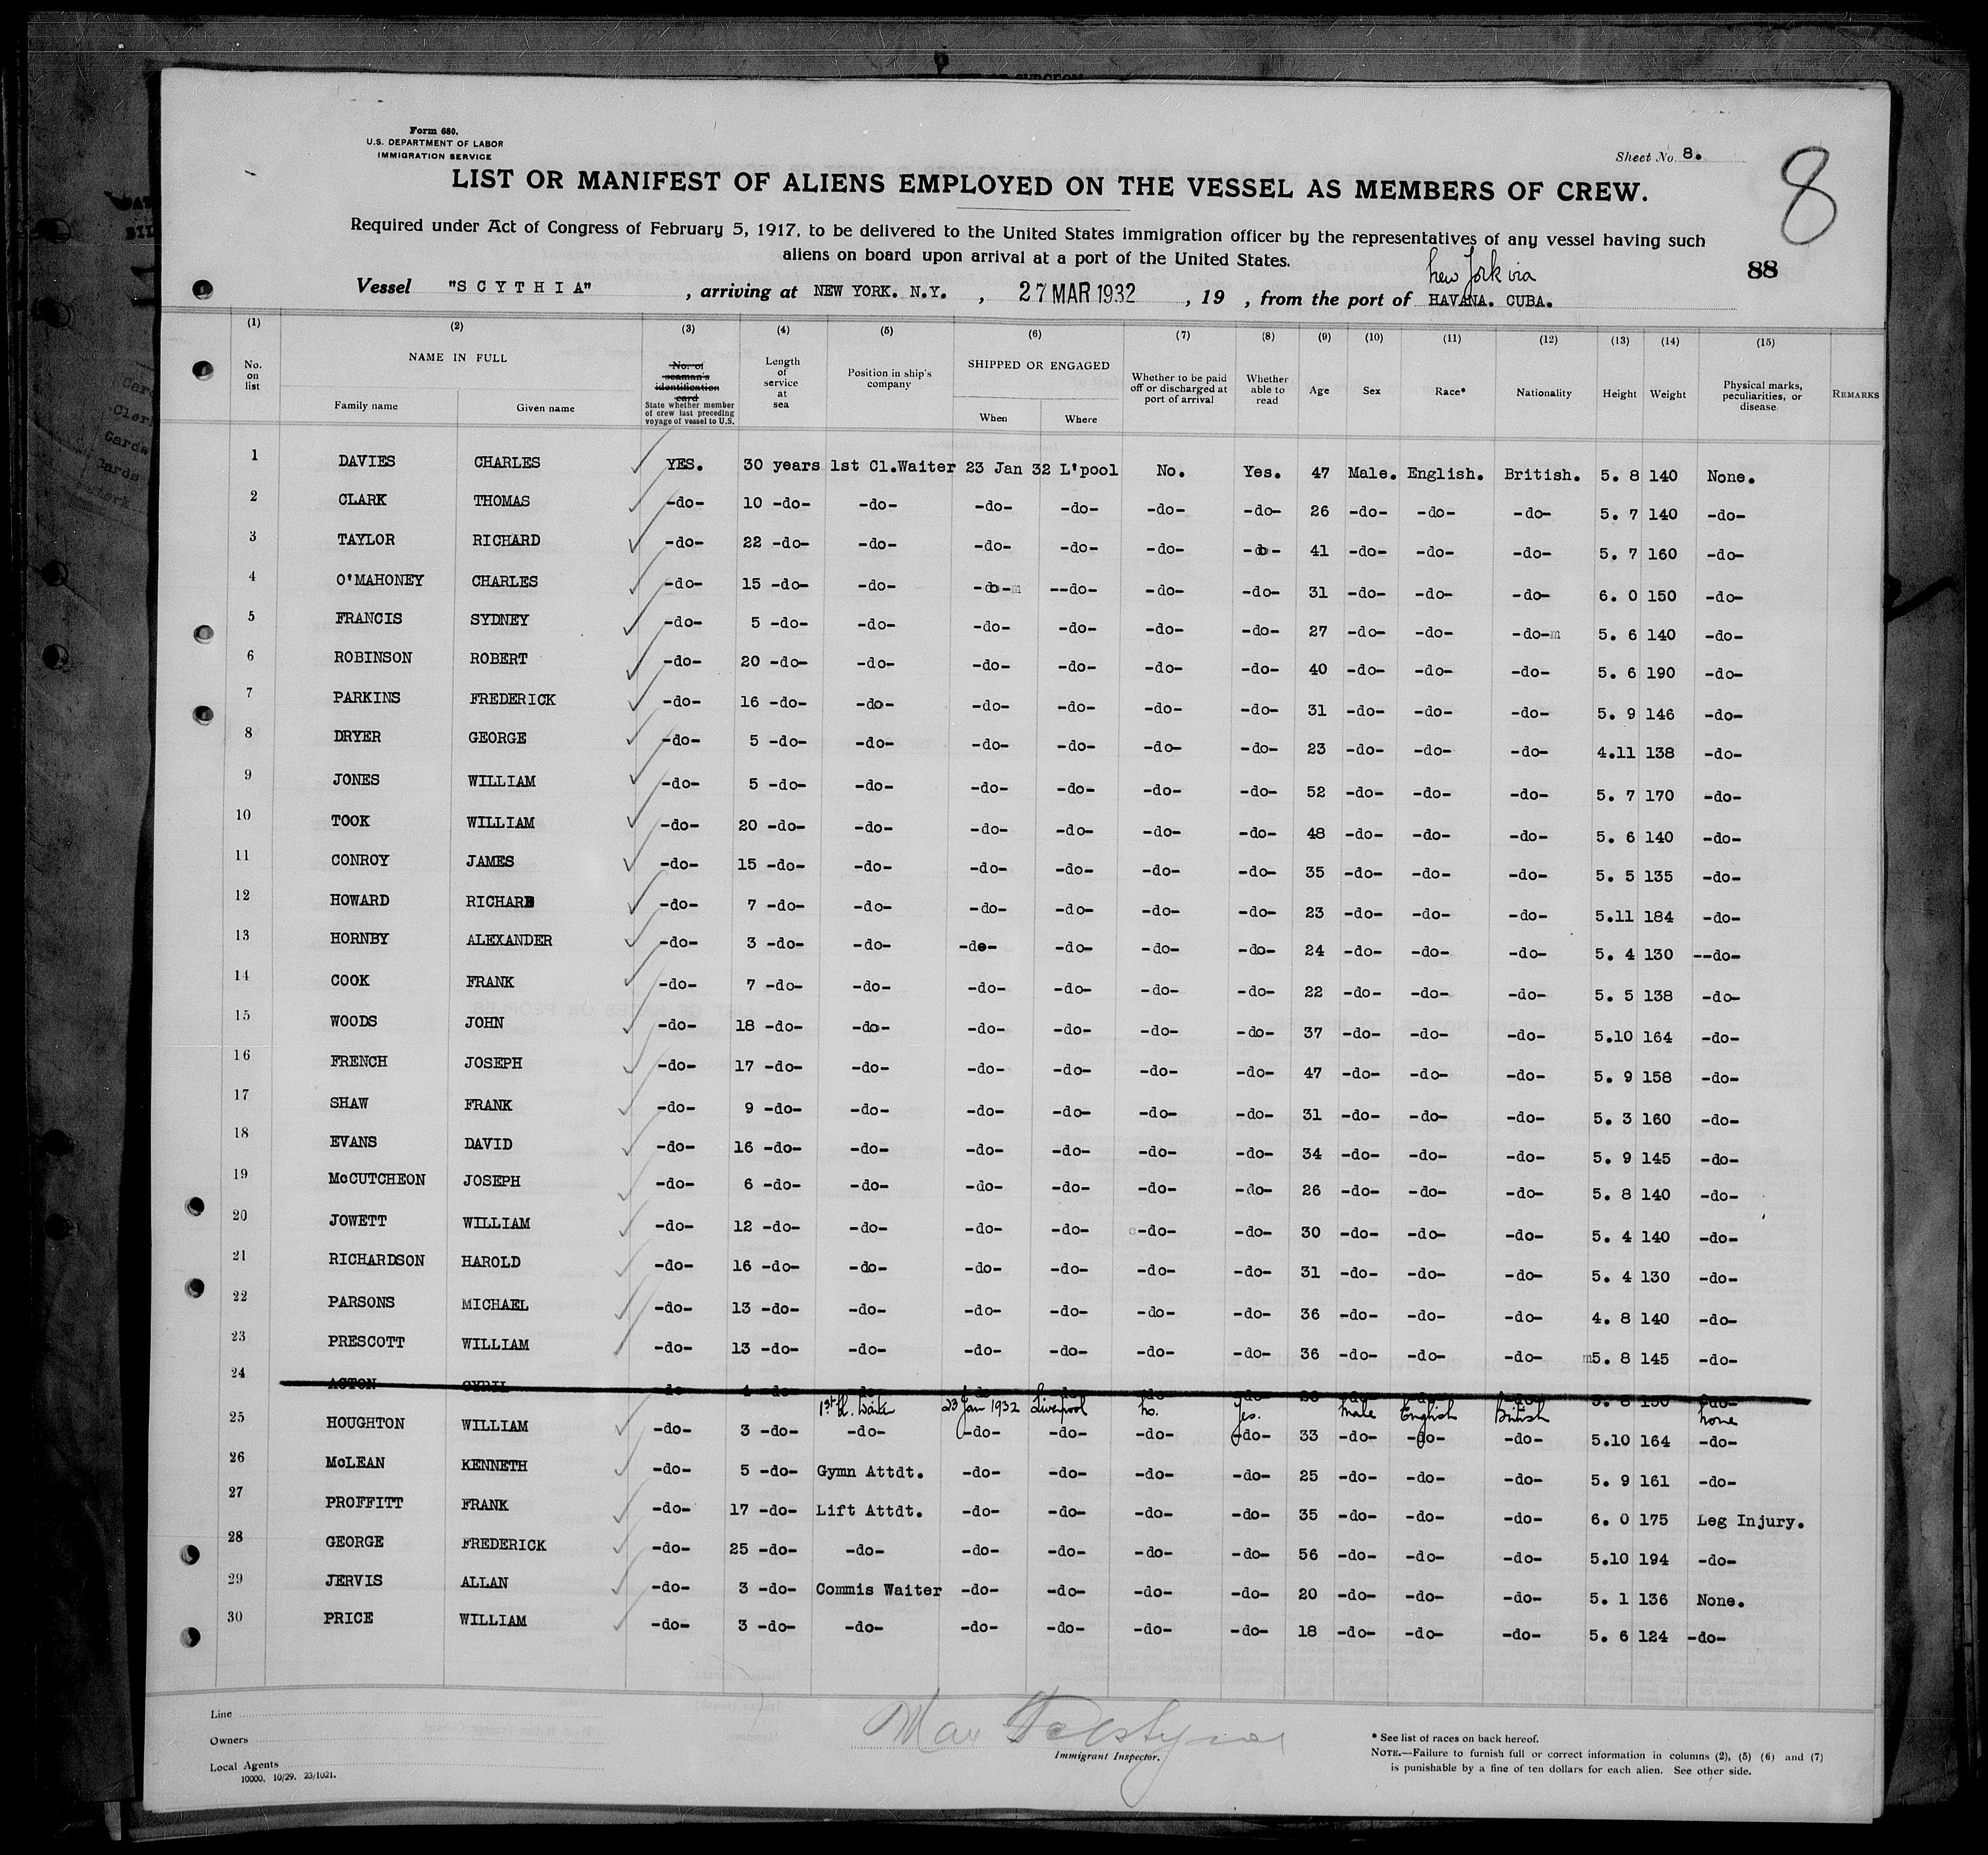 Form 680.
U.S. DEPARTMENT OF LABOR
IMMIGRATION SERVICE
Sheet No. 8.
8
LIST OR MANIFEST OF ALIENS EMPLOYED ON THE VESSEL AS MEMBERS OF CREW.
Required under Act of Congress of February 5, 1917, to be delivered to the United States immigration officer by the representatives of any vessel having such
aliens on board upon arrival at a port of the United States.
88
New York via
Vessel "S C Y T H I A" , arriving at NEW YORK. N.Y. , 27 MAR 1932 , 19 , from the port of HAVANA. CUBA.
(1) (2) (3) (4) (5) (6) (7) (8) (9) (10) (11) (12) (13) (14) (15)
No. on list NAME IN FULL Family name Given name No. of seaman's identification card State whether member of crew last preceding voyage of vessel to U.S. Length of service at sea Position in ship's company SHIPPED OR ENGAGED When Where Whether to be paid off or discharged at port of arrival Whether able to read Age Sex Race* Nationality Height Weight Physical marks, peculiarities, or disease REMARKS
1 DAVIES CHARLES YES. 30 years 1st Cl.Waiter 23 Jan 32 L'pool No. Yes. 47 Male. English. British. 5. 8 140 None.
2 CLARK THOMAS -do- 10 -do- -do- -do- -do- -do- -do- 26 -do- -do- -do- 5. 7 140 -do-
3 TAYLOR RICHARD -do- 22 -do- -do- -do- -do- -do- -do- 41 -do- -do- -do- 5. 7 160 -do-
4 O'MAHONEY CHARLES -do- 15 -do- -do- -do- --do- -do- -do- 31 -do- -do- -do- 6. 0 150 -do-
5 FRANCIS SYDNEY -do- 5 -do- -do- -do- -do- -do- -do- 27 -do- -do- -do-m 5. 6 140 -do-
6 ROBINSON ROBERT -do- 20 -do- -do- -do- -do- -do- -do- 40 -do- -do- -do- 5. 6 190 -do-
7 PARKINS FREDERICK -do- 16 -do- -do- -do- -do- -do- -do- 31 -do- -do- -do- 5. 9 146 -do-
8 DRYER GEORGE -do- 5 -do- -do- -do- -do- -do- -do- 23 -do- -do- -do- 4.11 138 -do-
9 JONES WILLIAM -do- 5 -do- -do- -do- -do- -do- -do- 52 -do- -do- -do- 5. 7 170 -do-
10 TOOK WILLIAM -do- 20 -do- -do- -do- -do- -do- -do- 48 -do- -do- -do- 5. 6 140 -do-
11 CONROY JAMES -do- 15 -do- -do- -do- -do- -do- -do- 35 -do- -do- -do- 5. 5 135 -do-
12 HOWARD RICHARD -do- 7 -do- -do- -do- -do- -do- -do- 23 -do- -do- -do- 5.11 184 -do-
13 HORNBY ALEXANDER -do- 3 -do- -do- -do- -do- -do- -do- 24 -do- -do- -do- 5. 4 130 --do-
14 COOK FRANK -do- 7 -do- -do- -do- -do- -do- -do- 22 -do- -do- -do- 5. 5 138 -do-
15 WOODS JOHN -do- 18 -do- -do- -do- -do- -do- -do- 37 -do- -do- -do- 5.10 164 -do-
16 FRENCH JOSEPH -do- 17 -do- -do- -do- -do- -do- -do- 47 -do- -do- -do- 5. 9 158 -do-
17 SHAW FRANK -do- 9 -do- -do- -do- -do- -do- -do- 31 -do- -do- -do- 5. 3 160 -do-
18 EVANS DAVID -do- 16 -do- -do- -do- -do- -do- -do- 34 -do- -do- -do- 5. 9 145 -do-
19 McCUTCHEON JOSEPH -do- 6 -do- -do- -do- -do- -do- -do- 26 -do- -do- -do- 5. 8 140 -do-
20 JOWETT WILLIAM -do- 12 -do- -do- -do- -do- -do- -do- 30 -do- -do- -do- 5. 4 140 -do-
21 RICHARDSON HAROLD -do- 16 -do- -do- -do- -do- -do- -do- 31 -do- -do- -do- 5. 4 130 -do-
22 PARSONS MICHAEL -do- 13 -do- -do- -do- -do- -do- -do- 36 -do- -do- -do- 4. 8 140 -do-
23 PRESCOTT WILLIAM -do- 13 -do- -do- -do- -do- -do- -do- 36 -do- -do- -do- 5. 8 145 -do-
24 ACTON CYRIL -do- 4 -do- -do- -do- -do- -do- -do- -do- -do- -do- 5. 8 150 -do-
1st Cl. Waiter 23 Jan 1932 Liverpool No. Yes. Male English British None
25 HOUGHTON WILLIAM -do- 3 -do- -do- -do- -do- -do- -do- 33 -do- -do- -do- 5.10 164 -do-
26 McLEAN KENNETH -do- 5 -do- Gymn Attdt. -do- -do- -do- -do- 25 -do- -do- -do- 5. 9 161 -do-
27 PROFFITT FRANK -do- 17 -do- Lift Attdt. -do- -do- -do- -do- 35 -do- -do- -do- 6. 0 175 Leg Injury.
28 GEORGE FREDERICK -do- 25 -do- -do- -do- -do- -do- -do- 56 -do- -do- -do- 5.10 194 -do-
29 JERVIS ALLAN -do- 3 -do- Commis Waiter -do- -do- -do- -do- 20 -do- -do- -do- 5. 1 136 None.
30 PRICE WILLIAM -do- 3 -do- -do- -do- -do- -do- -do- 18 -do- -do- -do- 5. 6 124 -do-
Line
Owners
Local Agents
10000. 10/29. 23/1021.
Max
Immigrant Inspector.
* See list of races on back hereof.
NOTE.—Failure to furnish full or correct information in columns (2), (5) (6) and (7)
is punishable by a fine of ten dollars for each alien. See other side.